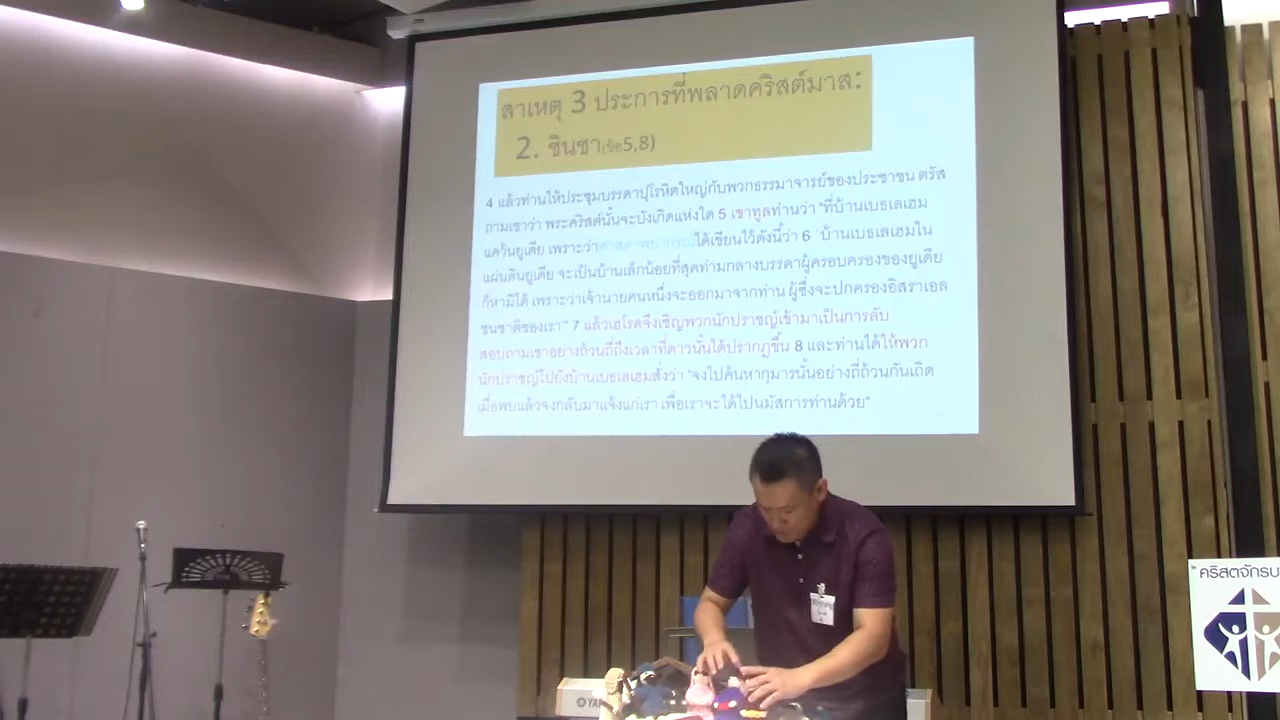 สาเหตุ 3 ประการที่พลาดคริสต์มาส:
2. ชินชา(ข้อ5,8)
4 แล้วท่านให้ประชุมบรรดาปุโรหิตใหญ่กับพวกธรรมาจารย์ของประชาชน ตรัส
ถามเขาว่า พระคริสต์นั้นจะบังเกิดแห่งใด 5 เขาทูลท่านว่า "ที่บ้านเบธเลเฮม
แคว้นยูเดีย เพราะว่าศาสดาพยากรณ์ได้เขียนไว้ดังนี้ว่า 6 `บ้านเบธเลเฮมใน
แผ่นดินยูเดีย จะเป็นบ้านเล็กน้อยที่สุดท่ามกลางบรรดาผู้ครอบครองของยูเดีย
ก็หามิได้ เพราะว่าเจ้านายคนหนึ่งจะออกมาจากท่าน ผู้ซึ่งจะปกครองอิสราเอล
ชนชาติของเรา'" 7 แล้วเฮโรดจึงเชิญพวกนักปราชญ์เข้ามาเป็นการลับ
สอบถามเขาอย่างถ้วนถี่ถึงเวลาที่ดาวนั้นได้ปรากฏขึ้น 8 และท่านได้ให้พวก
นักปราชญ์ไปยังบ้านเบธเลเฮมสั่งว่า "จงไปค้นหากุมารนั้นอย่างถี่ถ้วนกันเถิด
เมื่อพบแล้วจงกลับมาแจ้งแก่เรา เพื่อเราจะได้ไปนมัสการท่านด้วย"
คริสตจักรบ
YA